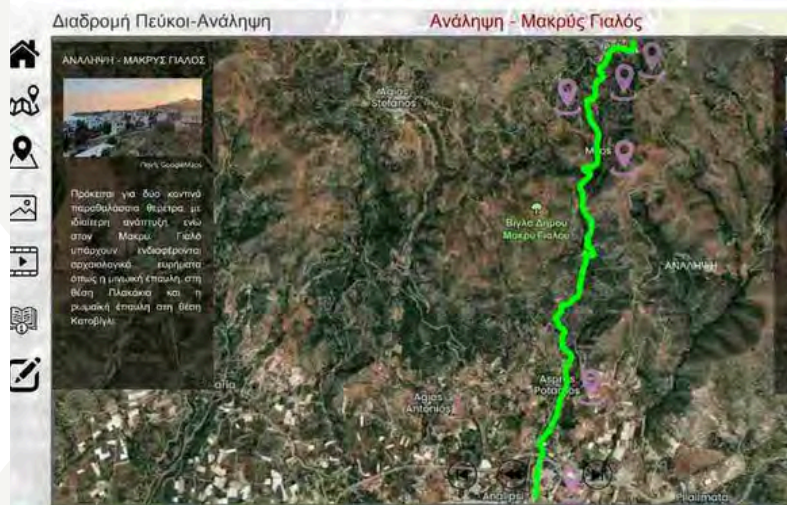 Διαδρομή Πεύκοι-Ανάληψη
Ανάληψη - Μακρύς Γιαλός
ΑΝΑΛΗΨΗ - ΜΑΚΡΥΣ ΓΙΑΛΟΣ
Πηγή: GoogleMaps
Πρόκειται για δύο κοντινά
παραθαλάσσια θέρετρα με
ιδιαίτερη ανάπτυξη, ενώ
στον Μακρύ Γιαλό
υπάρχουν ενδιαφέροντα
αρχαιολογικά ευρήματα
όπως η μινωική έπαυλη στη
θέση Πλακάκια και η
ρωμαϊκή έπαυλη στη θέση
Κατοβίγλι.
Agios
Stefanos
Βίγλα Δήμου
Μακρύ Γιαλού
ΑΝΑΛΗΨΗ
Aspros
Potamos
Agios
Antonios
Analipsi
Pilalimata